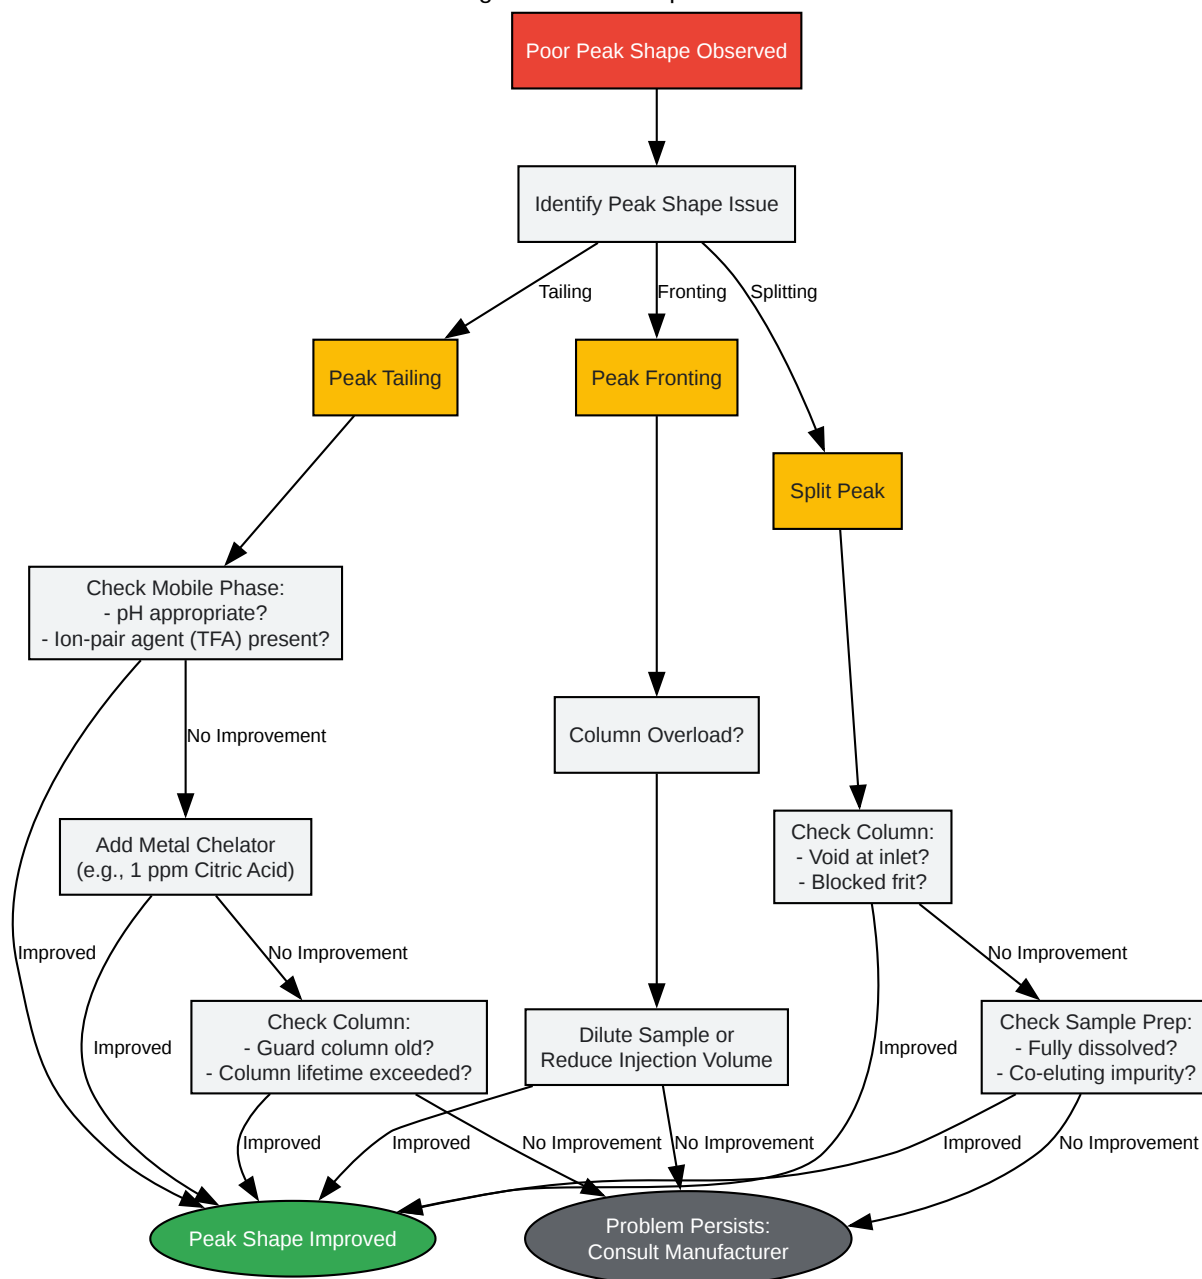 Poor Peak Shape Observed
Identify Peak Shape Issue
Tailing
Fronting
Splitting
Peak Tailing
Peak Fronting
Split Peak
Check Mobile Phase:
- pH appropriate?
- Ion-pair agent (TFA) present?
No Improvement
Column Overload?
Add Metal Chelator
(e.g., 1 ppm Citric Acid)
Check Column:
- Void at inlet?
- Blocked frit?
Improved
No Improvement
No Improvement
Check Column:
- Guard column old?
- Column lifetime exceeded?
Dilute Sample or
Reduce Injection Volume
Check Sample Prep:
- Fully dissolved?
- Co-eluting impurity?
Improved
Improved
Improved
Improved
No Improvement
No Improvement
Improved
No Improvement
Peak Shape Improved
Problem Persists:
Consult Manufacturer